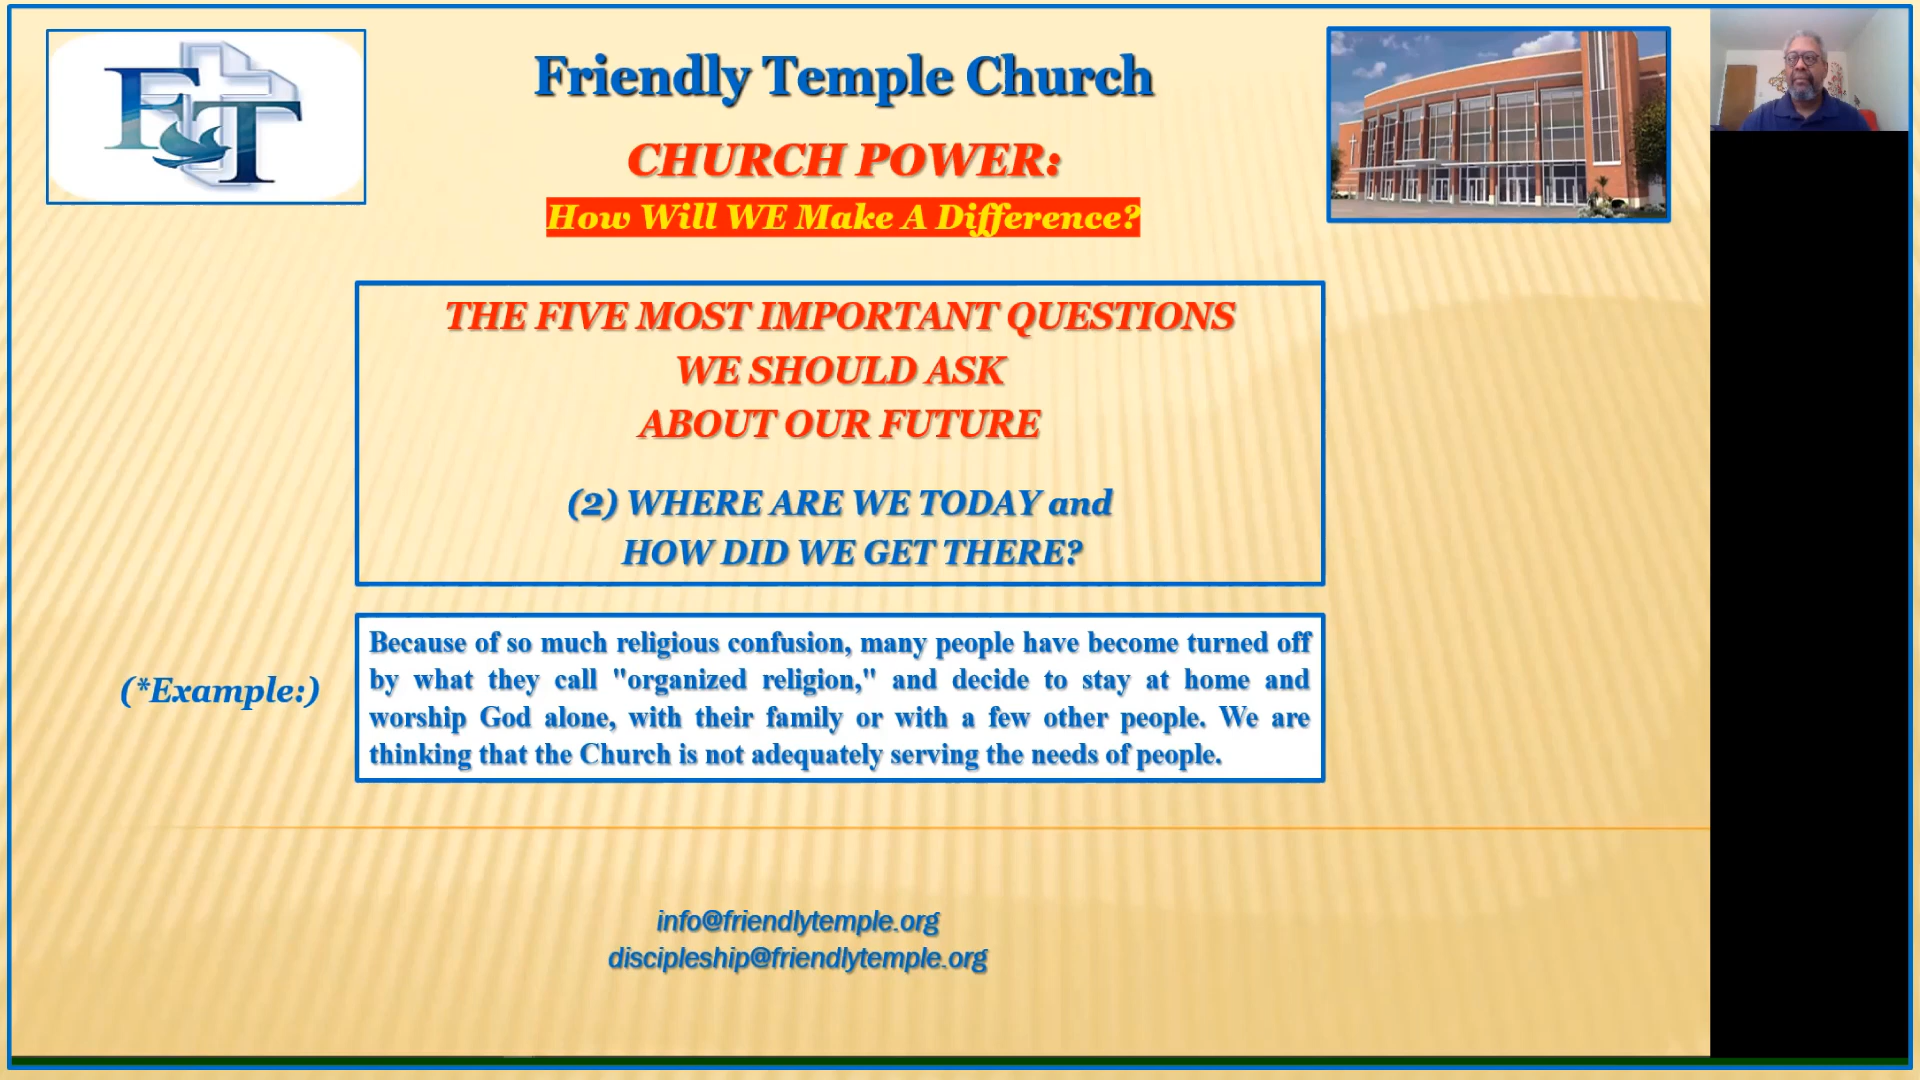 F&T
Friendly Temple Church
CHURCH POWER:
How Will WE Make A Difference?
THE FIVE MOST IMPORTANT QUESTIONS
WE SHOULD ASK
ABOUT OUR FUTURE
(2) WHERE ARE WE TODAY and
HOW DID WE GET THERE?
(*Example:)
Because of so much religious confusion, many people have become turned off
by what they call "organized religion," and decide to stay at home and
worship God alone, with their family or with a few other people. We are
thinking that the Church is not adequately serving the needs of people.
info@friendlytemple.org
discipleship@friendlytemple.org